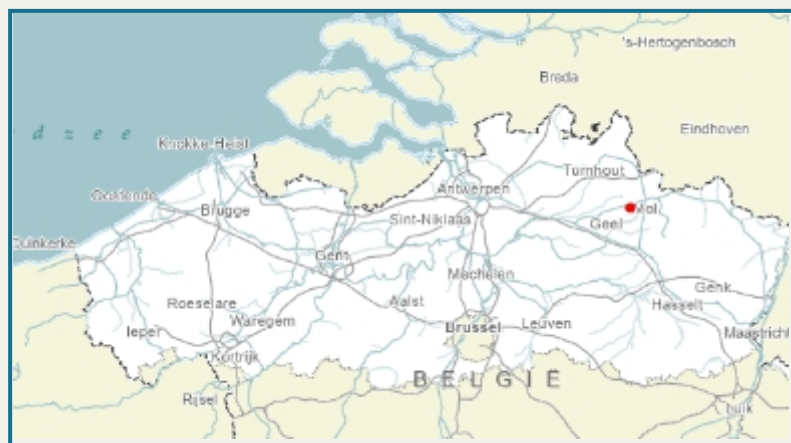 's-Hertogenbosch
Breda
d z e e
Eindhoven
Knokke-Heist
Turnhout
Antwerpen
Oostende
Brugge
Sint-Niklaas
Mol
Geel
Duinkerke
Gent
Mechelen
Genk
Roeselare
Aalst
Hasselt
Ieper
Waregem
Brussel
Leuven
Maastricht
Kortrijk
BELGIË
Rijsel
Luik